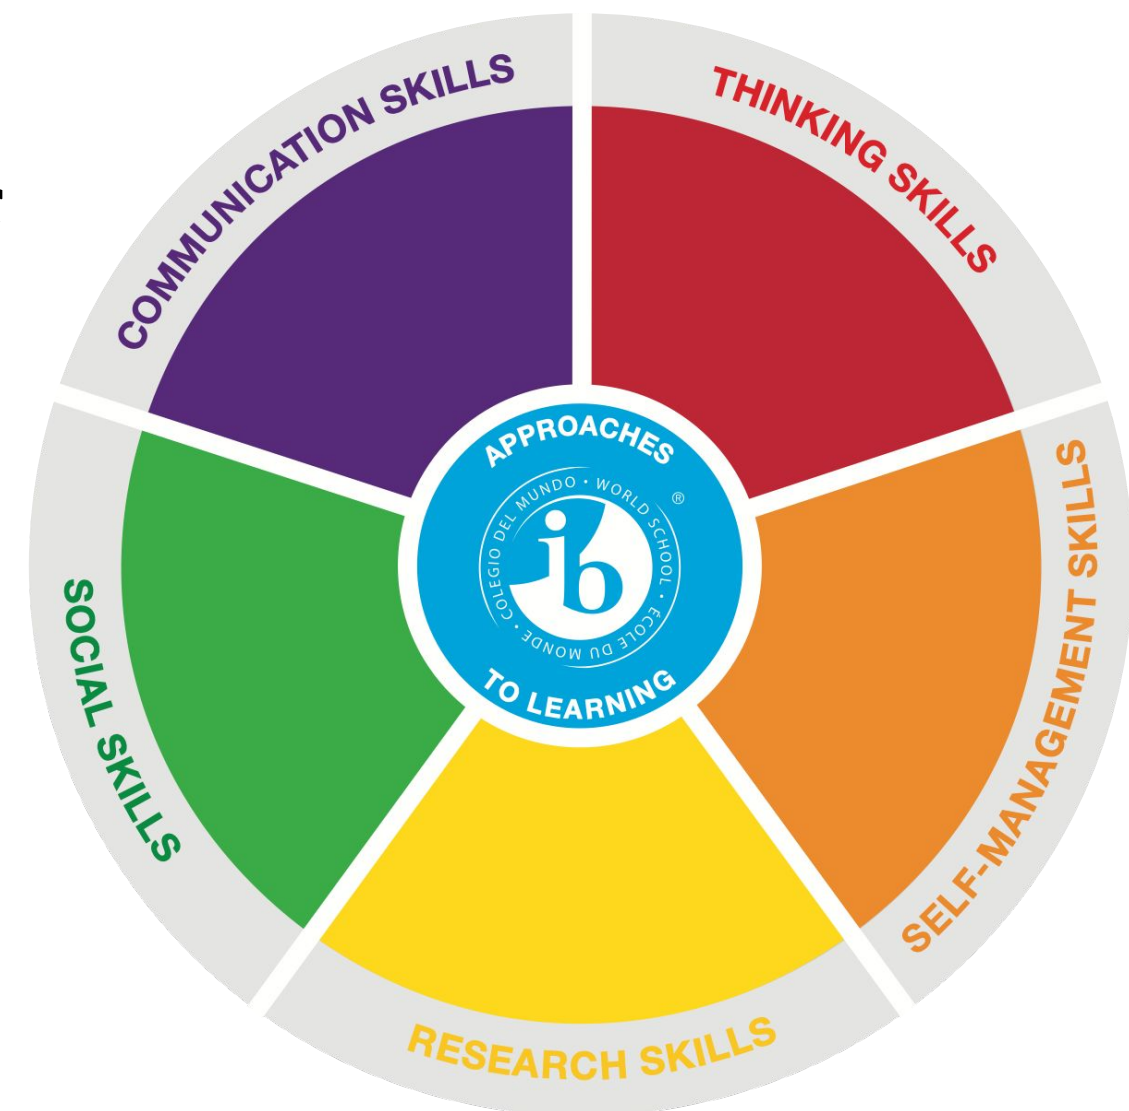 COMMUNICATION SKILLS
THINKING SKILLS
SELF-MANAGEMENT SKILLS
RESEARCH SKILLS
SOCIAL SKILLS
APPROACHES
TO LEARNING
ib
®
COLEGIO DEL MUNDO • WORLD SCHOOL • ÉCOLE DU MONDE •